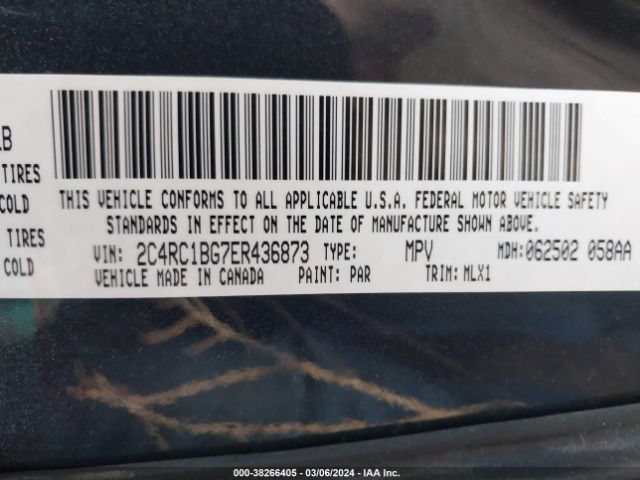 LB
TIRES
COLD
TIRES
COLD
THIS VEHICLE CONFORMS TO ALL APPLICABLE U.S.A. FEDERAL MOTOR VEHICLE SAFETY
STANDARDS IN EFFECT ON THE DATE OF MANUFACTURE SHOWN ABOVE.
VIN: 2C4RC1BG7ER436873 TYPE: MPV MDH:062502 058AA
VEHICLE MADE IN CANADA PAINT: PAR TRIM: MLX1
000-38266405 — 03/06/2024 — IAA Inc.